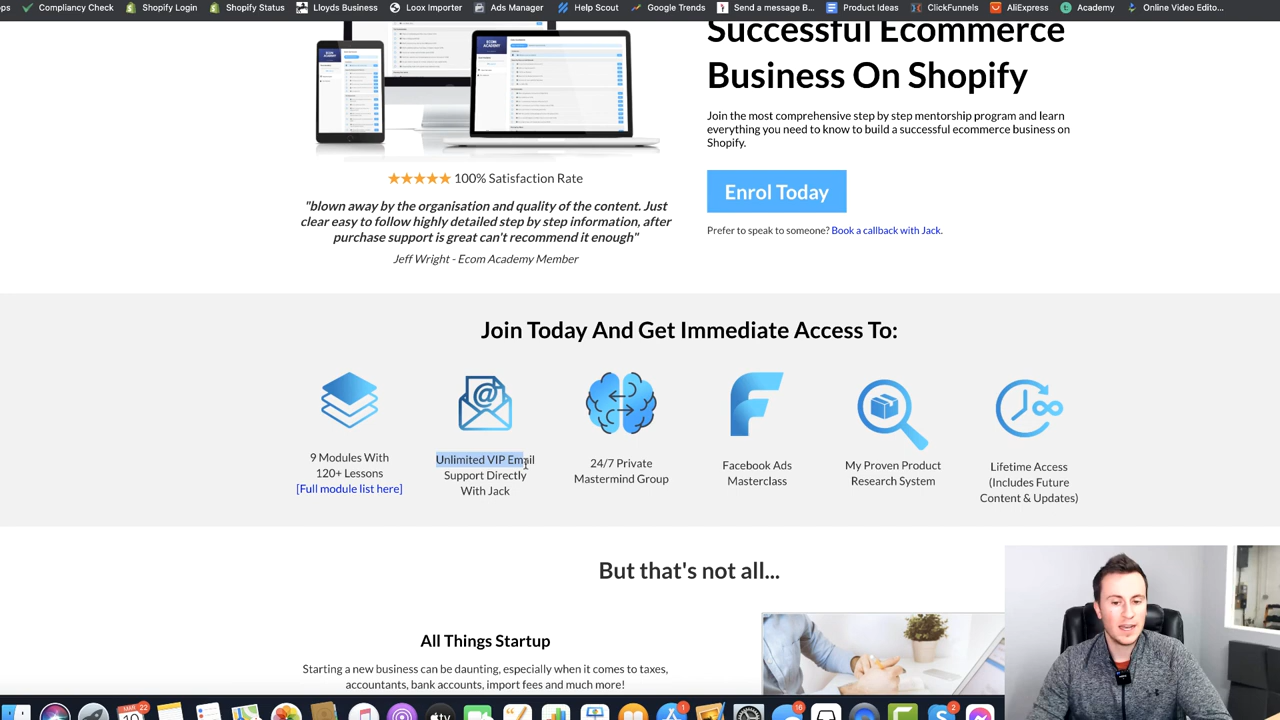 ps
Compliancy Check
Shopify Login
Shopify Status
Lloyds Business
Loox Importer
Ads Manager
Help Scout
Google Trends
Send a message B...
Product Ideas
ClickFunnels
AliExpress
Academy
Online Video Edito...
Successful Ecommerce
Business On Shopify
Join the most comprehensive step by step mentorship program and learn
everything you need to know to build a successful ecommerce business on
Shopify.
ECOM
ACADEMY
100% Satisfaction Rate
Enrol Today
"blown away by the organisation and quality of the content. Just
clear easy to follow highly detailed step by step information, after
purchase support is great can't recommend it enough"
Prefer to speak to someone? Book a callback with Jack.
Jeff Wright - Ecom Academy Member
Join Today And Get Immediate Access To:
9 Modules With
120+ Lessons
[Full module list here]
Unlimited VIP Email
Support Directly
With Jack
24/7 Private
Mastermind Group
Facebook Ads
Masterclass
My Proven Product
Research System
Lifetime Access
(Includes Future
Content & Updates)
But that's not all...
All Things Startup
Starting a new business can be daunting, especially when it comes to taxes,
accountants, bank accounts, import fees and much more!
MAR
22
1
16
2